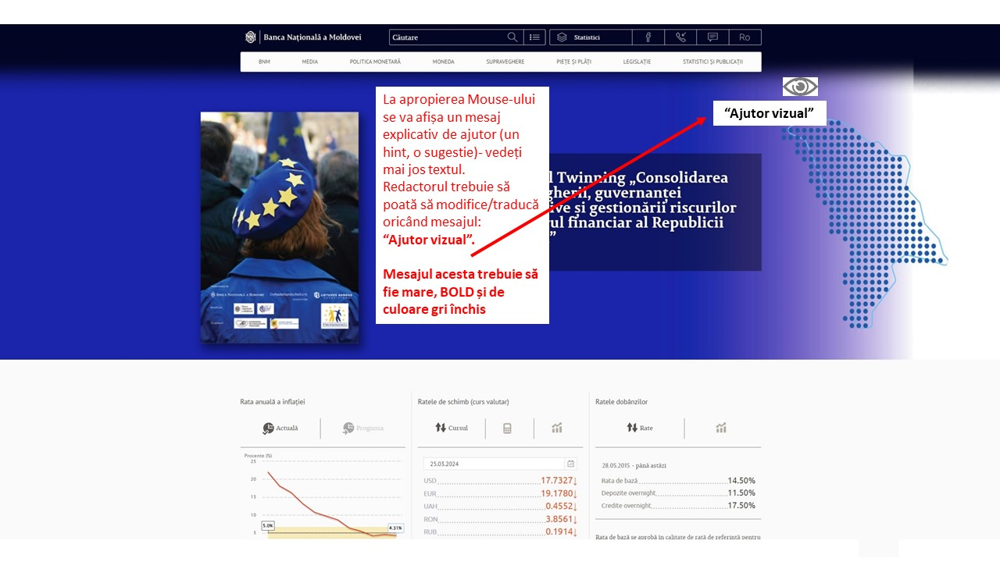 Banca Națională a Moldovei
Căutare
Statistici
Ro
BNM
MEDIA
POLITICA MONETARĂ
MONEDA
SUPRAVEGHERE
PIEȚE ȘI PLĂȚI
LEGISLAȚIE
STATISTICI ȘI PUBLICAȚII
La apropierea Mouse-ului
se va afișa un mesaj
explicativ de ajutor (un
hint, o sugestie)- vedeți
mai jos textul.
Redactorul trebuie să
poată să modifice/traducă
oricând mesajul:
“Ajutor vizual”.
Mesajul acesta trebuie să
fie mare, BOLD și de
culoare gri închis
“Ajutor vizual”
l Twinning „Consolidarea
gherii, guvernanței
ive și gestionării riscurilor
rul financiar al Republicii
”
BANCA NAȚIONALĂ A ROMÂNIEI
DeNederlandscheBank
LIETUVOS BANKAS
TWINNING
Rata anuală a inflației
Actuală
Prognoza
Procente (%)
25
20
15
10
5
5.0%
4.31%
Ratele de schimb (curs valutar)
Cursul
25.03.2024
USD 17.7327↓
EUR 19.1780↓
UAH 0.4552↓
RON 3.8561↓
RUB 0.1914↓
Ratele dobânzilor
Rate
28.05.2015 - până astăzi
Rata de bază 14.50%
Depozite overnight 11.50%
Credite overnight 17.50%
Rata de bază se aprobă în calitate de rată de referință pentru